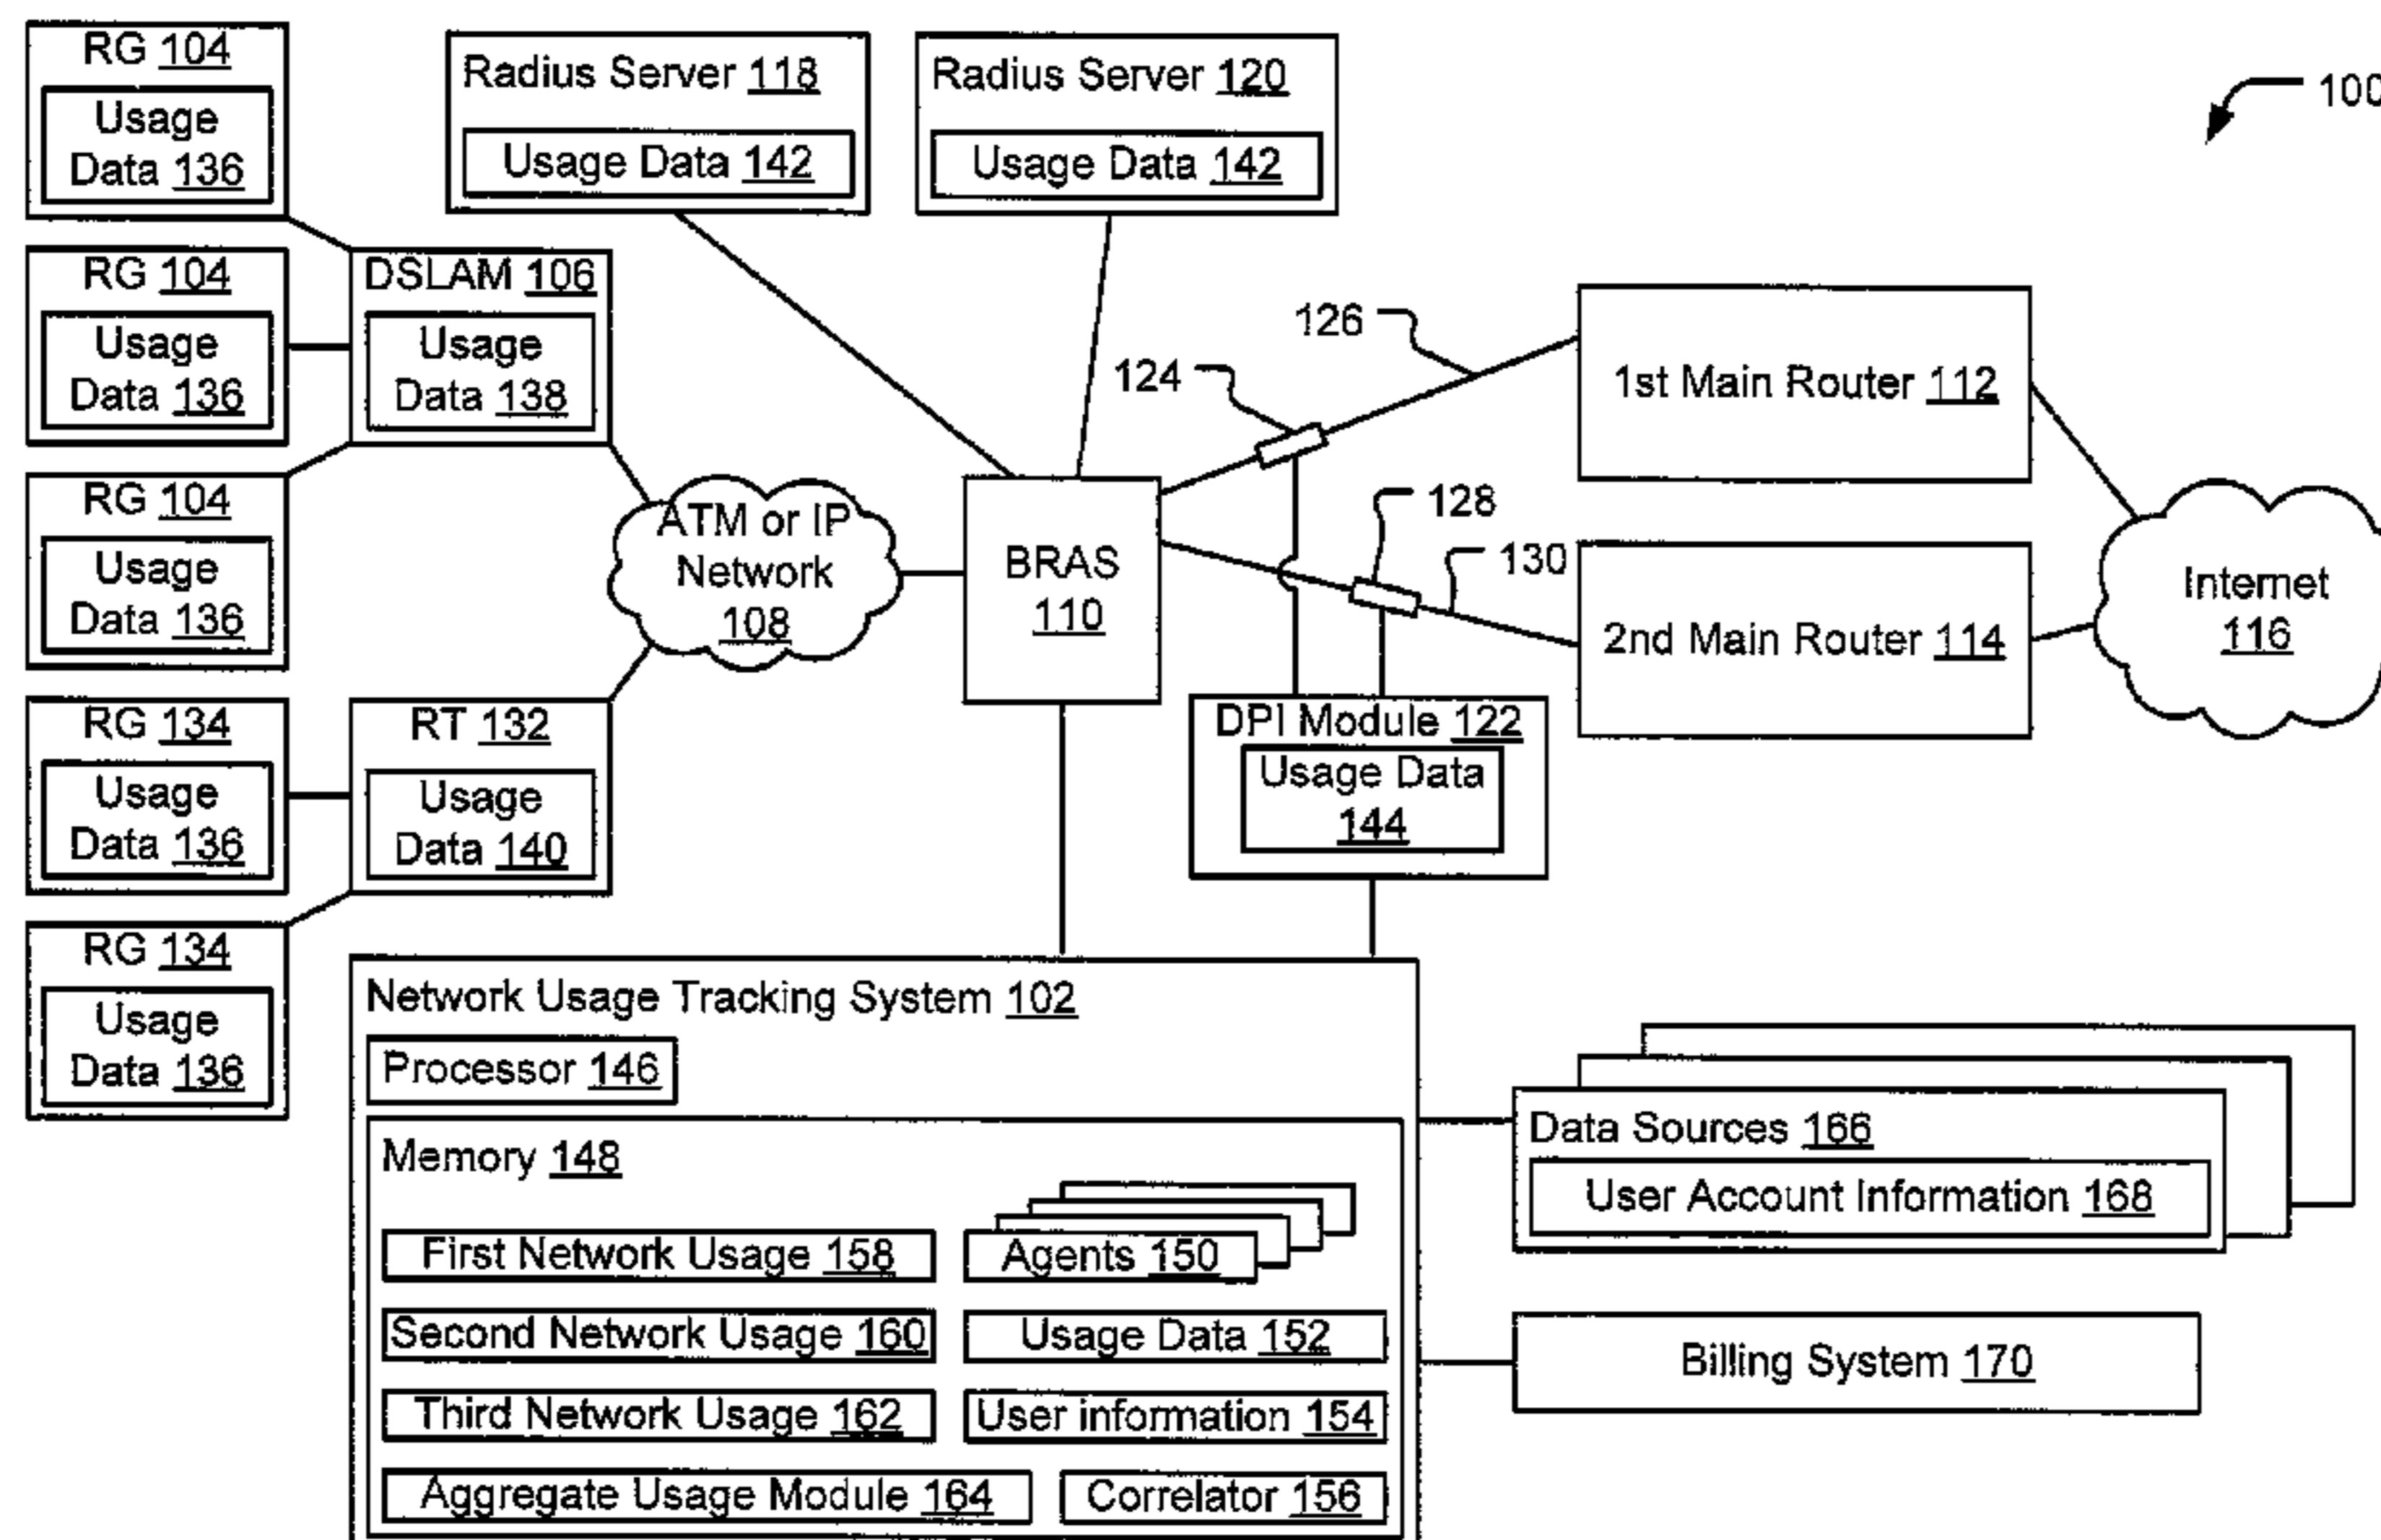 RG 104
Usage
Data 136
Radius Server 118
Usage Data 142
Radius Server 120
Usage Data 142
100
RG 104
Usage
Data 136
DSLAM 106
Usage
Data 138
RG 104
Usage
Data 136
ATM or IP
Network
108
BRAS
110
124
126
128
130
1st Main Router 112
2nd Main Router 114
Internet
116
RG 134
Usage
Data 136
RT 132
Usage
Data 140
DPI Module 122
Usage Data
144
RG 134
Usage
Data 136
Network Usage Tracking System 102
Processor 146
Memory 148
First Network Usage 158
Agents 150
Second Network Usage 160
Usage Data 152
Third Network Usage 162
User information 154
Aggregate Usage Module 164
Correlator 156
Data Sources 166
User Account Information 168
Billing System 170